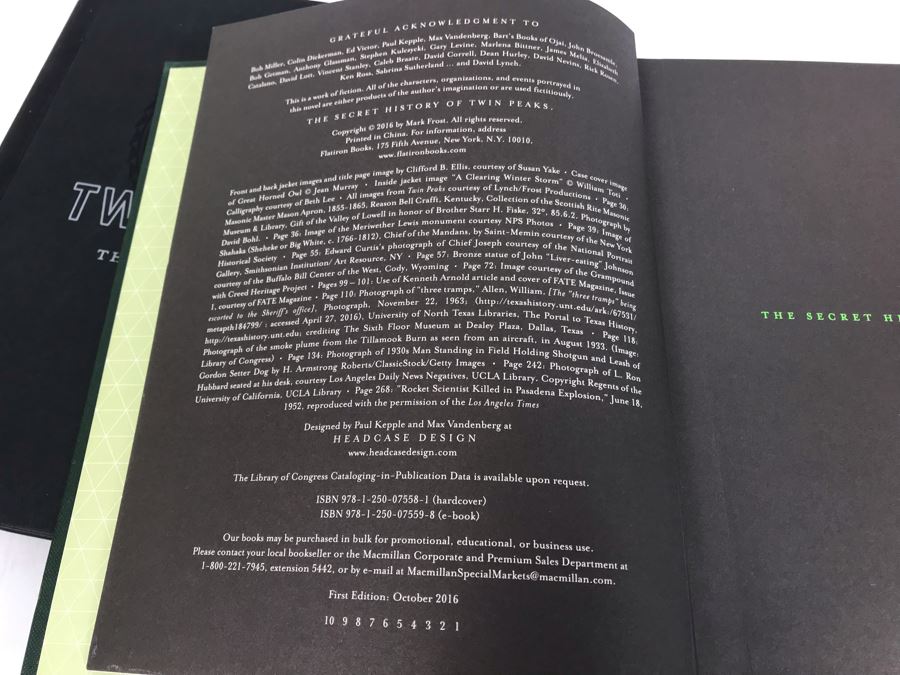 GRATEFUL ACKNOWLEDGMENT TO
Bob Miller, Colin Dickerman, Ed Victor, Paul Kepple, Max Vandenberg, Bart's Books of Ojai, John Broesamle,
Bob Getman, Anthony Glassman, Stephen Kulczycki, Gary Levine, Marlena Bittner, James Melia, Elizabeth
Catalano, David Lott, Vincent Stanley, Caleb Braate, David Correll, Dean Hurley, David Nevins, Rick Rosen,
Ken Ross, Sabrina Sutherland ... and David Lynch.
This is a work of fiction. All of the characters, organizations, and events portrayed in
this novel are either products of the author's imagination or are used fictitiously.
THE SECRET HISTORY OF TWIN PEAKS.
Copyright © 2016 by Mark Frost. All rights reserved.
Printed in China. For information, address
Flatiron Books, 175 Fifth Avenue, New York, N.Y. 10010.
www.flatironbooks.com
Front and back jacket images and title page image by Clifford B. Ellis, courtesy of Susan Yake • Case cover image
of Great Horned Owl © Jean Murray • Inside jacket image "A Clearing Winter Storm" © William Toti •
Calligraphy courtesy of Beth Lee • All images from Twin Peaks courtesy of Lynch/Frost Productions • Page 30,
Masonic Master Mason Apron, 1855–1865, Reason Bell Crafft, Kentucky, Collection of the Scottish Rite Masonic
Museum & Library, Gift of the Valley of Lowell in honor of Brother Starr H. Fiske, 32°, 85.6.2, Photograph by
David Bohl. • Page 36: Image of the Meriwether Lewis monument courtesy NPS Photos • Page 39; Image of
Shahaka (Sheheke or Big White, c. 1766–1812), Chief of the Mandans, by Saint-Memin courtesy of the New York
Historical Society • Page 55: Edward Curtis's photograph of Chief Joseph courtesy of the National Portrait
Gallery, Smithsonian Institution/ Art Resource, NY • Page 57: Bronze statue of John "Liver-eating" Johnson
courtesy of the Buffalo Bill Center of the West, Cody, Wyoming • Page 72: Image courtesy of the Grampound
with Creed Heritage Project • Pages 99–101: Use of Kenneth Arnold article and cover of FATE Magazine, Issue
1, courtesy of FATE Magazine • Page 110: Photograph of "three tramps," Allen, William, [The "three tramps" being
escorted to the Sheriff's office], Photograph, November 22, 1963; (http://texashistory.unt.edu/ark:/67531/
metapth184799/ : accessed April 27, 2016), University of North Texas Libraries, The Portal to Texas History,
http://texashistory.unt.edu; crediting The Sixth Floor Museum at Dealey Plaza, Dallas, Texas • Page 118;
Photograph of the smoke plume from the Tillamook Burn as seen from an aircraft, in August 1933. (Image:
Library of Congress) • Page 134: Photograph of 1930s Man Standing in Field Holding Shotgun and Leash of
Gordon Setter Dog by H. Armstrong Roberts/ClassicStock/Getty Images • Page 242; Photograph of L. Ron
Hubbard seated at his desk, courtesy Los Angeles Daily News Negatives, UCLA Library. Copyright Regents of the
University of California, UCLA Library • Page 268: "Rocket Scientist Killed in Pasadena Explosion," June 18,
1952, reproduced with the permission of the Los Angeles Times
Designed by Paul Kepple and Max Vandenberg at
HEADCASE DESIGN
www.headcasedesign.com
The Library of Congress Cataloging-in-Publication Data is available upon request.
ISBN 978-1-250-07558-1 (hardcover)
ISBN 978-1-250-07559-8 (e-book)
Our books may be purchased in bulk for promotional, educational, or business use.
Please contact your local bookseller or the Macmillan Corporate and Premium Sales Department at
1-800-221-7945, extension 5442, or by e-mail at MacmillanSpecialMarkets@macmillan.com.
First Edition: October 2016
10 9 8 7 6 5 4 3 2 1
THE SECRET HI
TW
TH